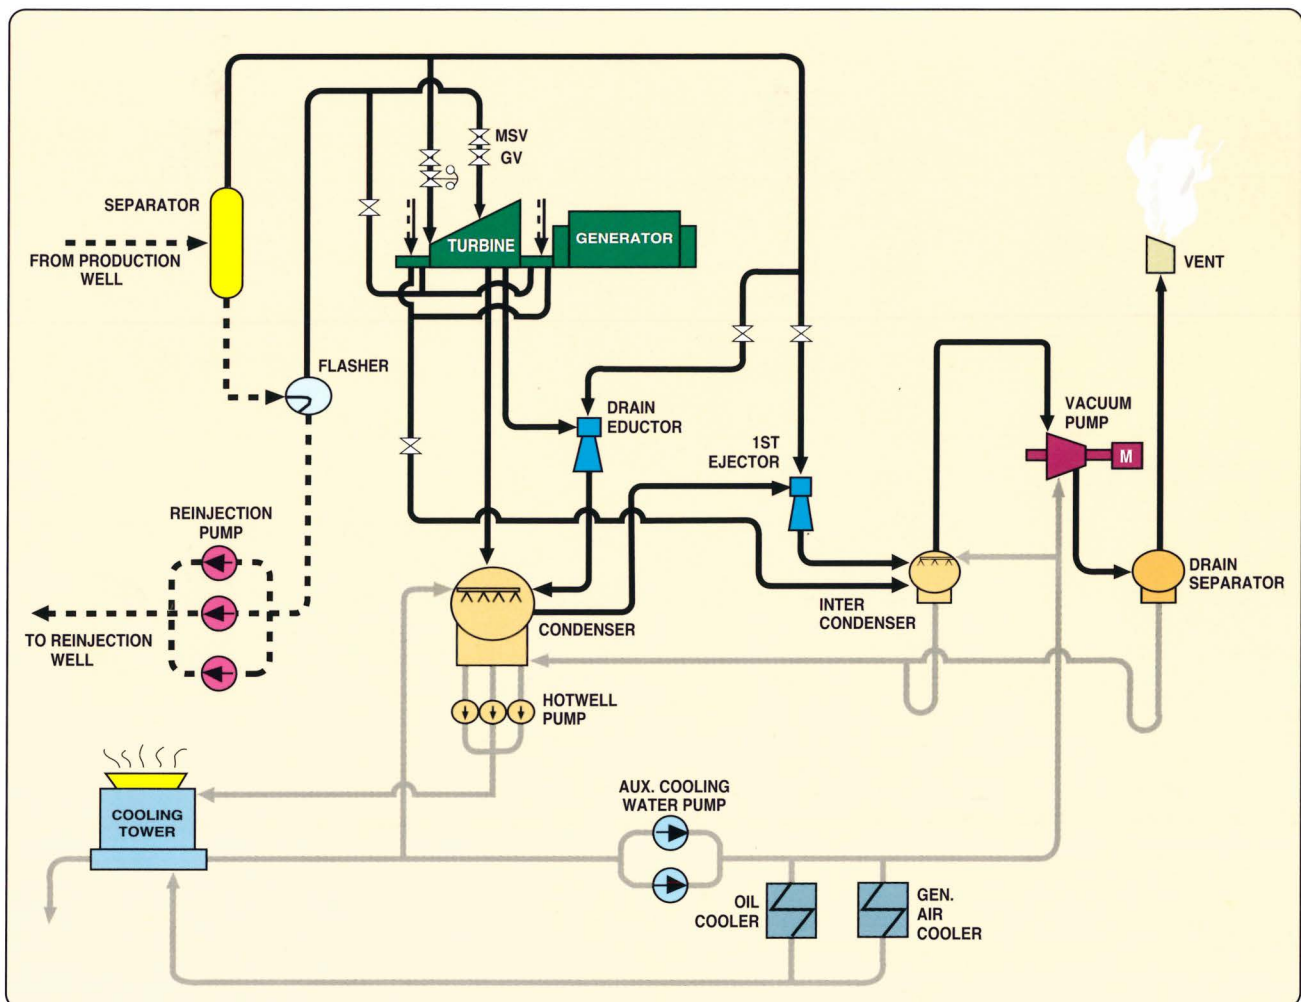 MSV
GV
SEPARATOR
FROM PRODUCTION
WELL
TURBINE
GENERATOR
VENT
FLASHER
DRAIN
EDUCTOR
1ST
EJECTOR
VACUUM
PUMP
M
REINJECTION
PUMP
TO REINJECTION
WELL
CONDENSER
INTER
CONDENSER
DRAIN
SEPARATOR
HOTWELL
PUMP
COOLING
TOWER
AUX. COOLING
WATER PUMP
OIL
COOLER
GEN.
AIR
COOLER